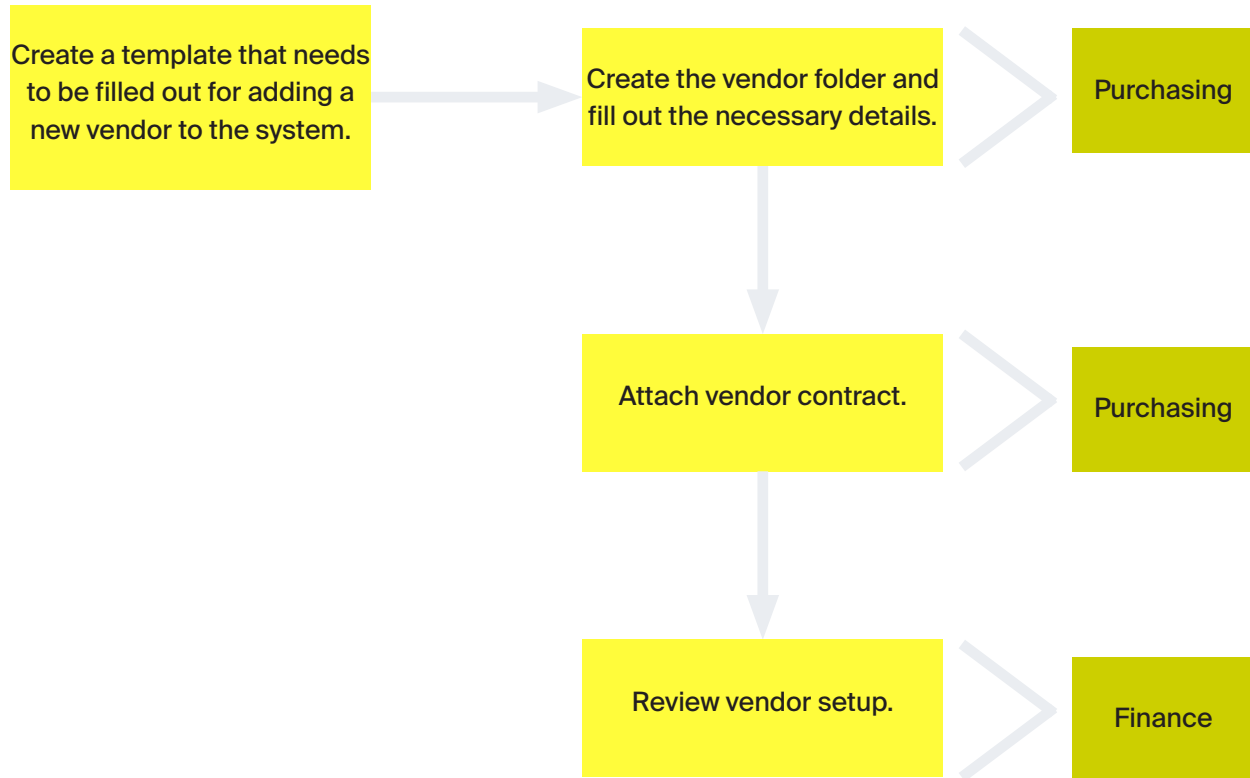 Create a template that needs
to be filled out for adding a
new vendor to the system.
Create the vendor folder and
fill out the necessary details.
Purchasing
Attach vendor contract.
Purchasing
Review vendor setup.
Finance